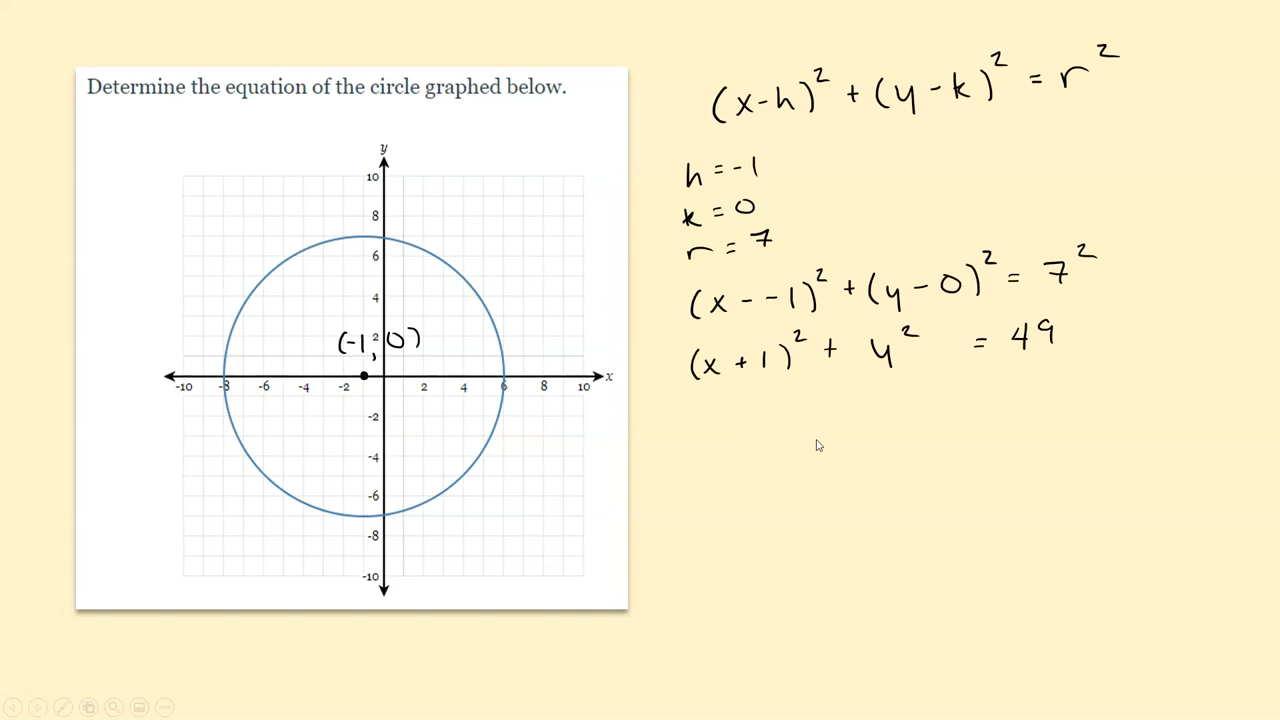 Determine the equation of the circle graphed below.
(x-h)² + (y-k)² = r²
h = -1
k = 0
r = 7
(x - -1)² + (y - 0)² = 7²
(x + 1)² + y² = 49
y
10
8
6
4
2
(-1, 0)
-10 -8 -6 -4 -2 2 4 6 8 10 x
-2
-4
-6
-8
-10